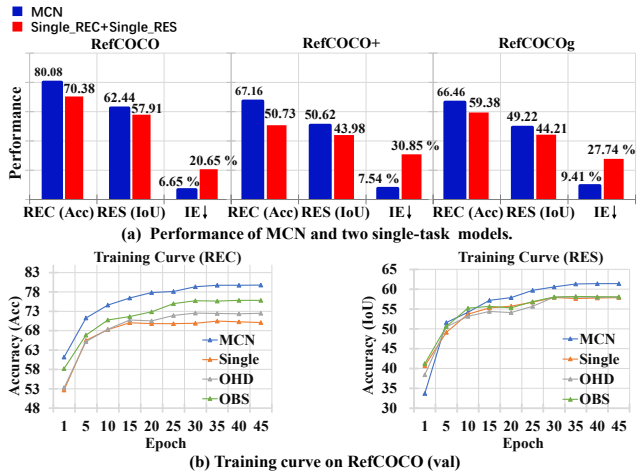 MCN
Single_REC+Single_RES
RefCOCO RefCOCO+ RefCOCOg
Performance
80.08 70.38 62.44 57.91 6.65 % 20.65 %
67.16 50.73 50.62 43.98 7.54 % 30.85 %
66.46 59.38 49.22 44.21 9.41 % 27.74 %
REC (Acc) RES (IoU) IE↓ REC (Acc) RES (IoU) IE↓ REC (Acc) RES (IoU) IE↓
(a) Performance of MCN and two single-task models.
Training Curve (REC)
Accuracy (Acc)
83
78
73
68
63
58
53
48
MCN
Single
OHD
OBS
1 5 10 15 20 25 30 35 40 45
Epoch
Training Curve (RES)
Accuracy (IoU)
65
60
55
50
45
40
35
30
MCN
Single
OHD
OBS
1 5 10 15 20 25 30 35 40 45
Epoch
(b) Training curve on RefCOCO (val)